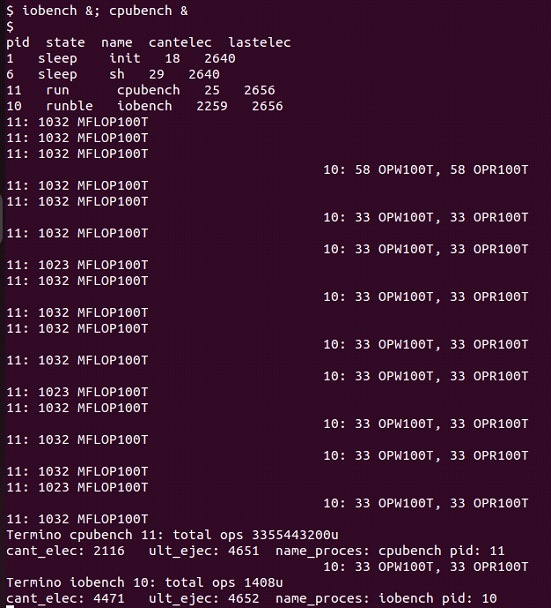 $ iobench &; cpubench &
$
pid  state  name  cantelec  lastelec
1  sleep  init  18  2640
6  sleep  sh  29  2640
11  run  cpubench  25  2656
10  runble  iobench  2259  2656
11: 1032 MFLOP100T
11: 1032 MFLOP100T
11: 1032 MFLOP100T
10: 58 OPW100T, 58 OPR100T
11: 1032 MFLOP100T
11: 1032 MFLOP100T
10: 33 OPW100T, 33 OPR100T
11: 1032 MFLOP100T
10: 33 OPW100T, 33 OPR100T
11: 1023 MFLOP100T
11: 1032 MFLOP100T
10: 33 OPW100T, 33 OPR100T
11: 1032 MFLOP100T
11: 1032 MFLOP100T
10: 33 OPW100T, 33 OPR100T
11: 1032 MFLOP100T
10: 33 OPW100T, 33 OPR100T
11: 1023 MFLOP100T
11: 1032 MFLOP100T
10: 33 OPW100T, 33 OPR100T
11: 1032 MFLOP100T
10: 33 OPW100T, 33 OPR100T
11: 1032 MFLOP100T
11: 1023 MFLOP100T
10: 33 OPW100T, 33 OPR100T
11: 1032 MFLOP100T
Termino cpubench 11: total ops 3355443200u
cant_elec: 2116  ult_ejec: 4651  name_proces: cpubench pid: 11
10: 33 OPW100T, 33 OPR100T
Termino iobench 10: total ops 1408u
cant_elec: 4471  ult_ejec: 4652  name_proces: iobench pid: 10